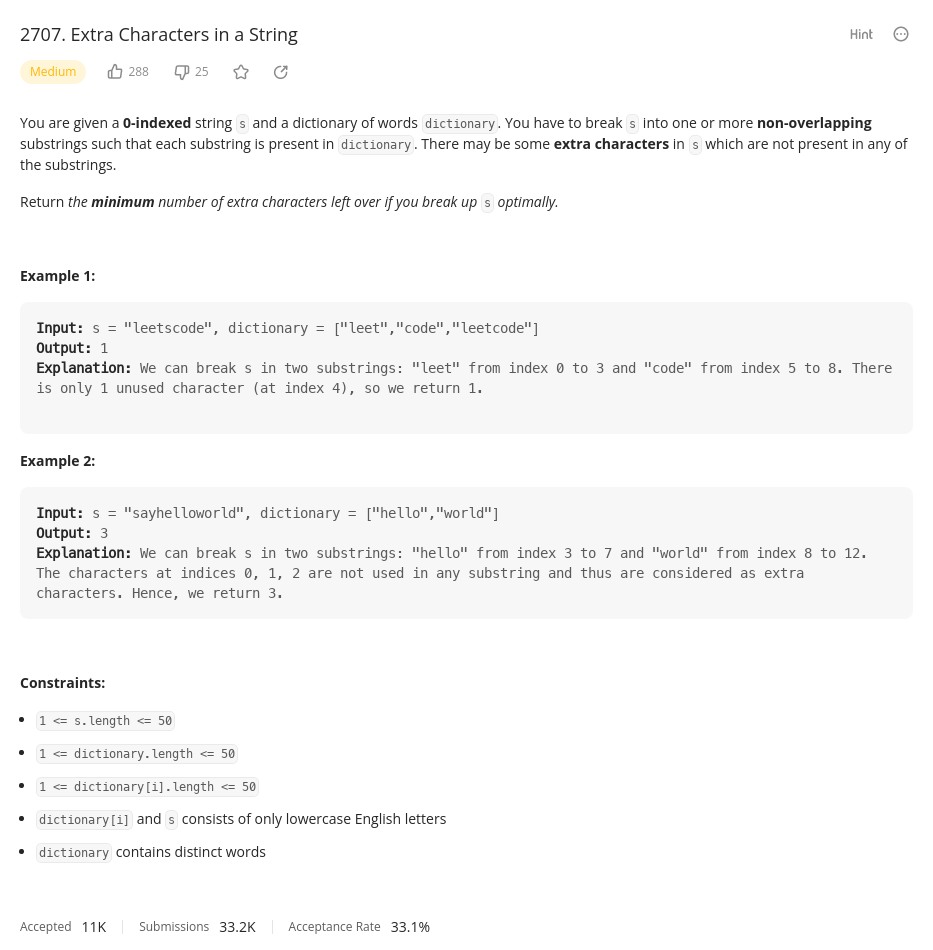 2707. Extra Characters in a String
Hint
Medium 288 25
You are given a 0-indexed string s and a dictionary of words dictionary. You have to break s into one or more non-overlapping
substrings such that each substring is present in dictionary. There may be some extra characters in s which are not present in any of
the substrings.
Return the minimum number of extra characters left over if you break up s optimally.
Example 1:
Input: s = "leetscode", dictionary = ["leet","code","leetcode"]
Output: 1
Explanation: We can break s in two substrings: "leet" from index 0 to 3 and "code" from index 5 to 8. There
is only 1 unused character (at index 4), so we return 1.
Example 2:
Input: s = "sayhelloworld", dictionary = ["hello","world"]
Output: 3
Explanation: We can break s in two substrings: "hello" from index 3 to 7 and "world" from index 8 to 12.
The characters at indices 0, 1, 2 are not used in any substring and thus are considered as extra
characters. Hence, we return 3.
Constraints:
1 <= s.length <= 50
1 <= dictionary.length <= 50
1 <= dictionary[i].length <= 50
dictionary[i] and s consists of only lowercase English letters
dictionary contains distinct words
Accepted 11K Submissions 33.2K Acceptance Rate 33.1%